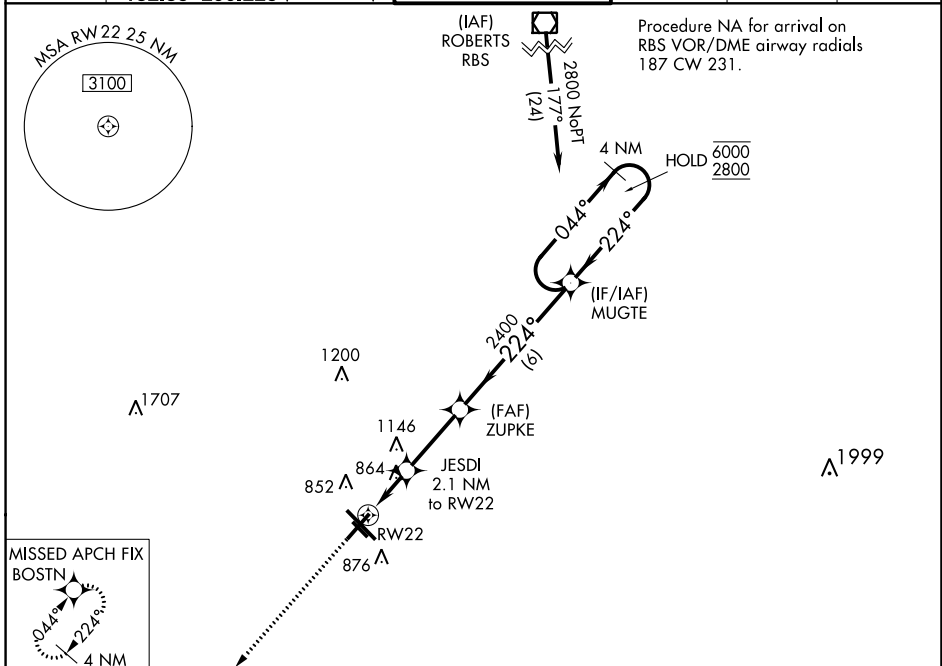 MSA RW22 25 NM
3100
(IAF)
ROBERTS
RBS
2800 NoPT
177°
(24)
Procedure NA for arrival on
RBS VOR/DME airway radials
187 CW 231.
4 NM
HOLD 6000
2800
044°
224°
(IF/IAF)
MUGTE
2400
224°
(6)
1200
1707
(FAF)
ZUPKE
1146
864
JESDI
2.1 NM
to RW22
852
1999
RW22
876
MISSED APCH FIX
BOSTN
044°
224°
4 NM